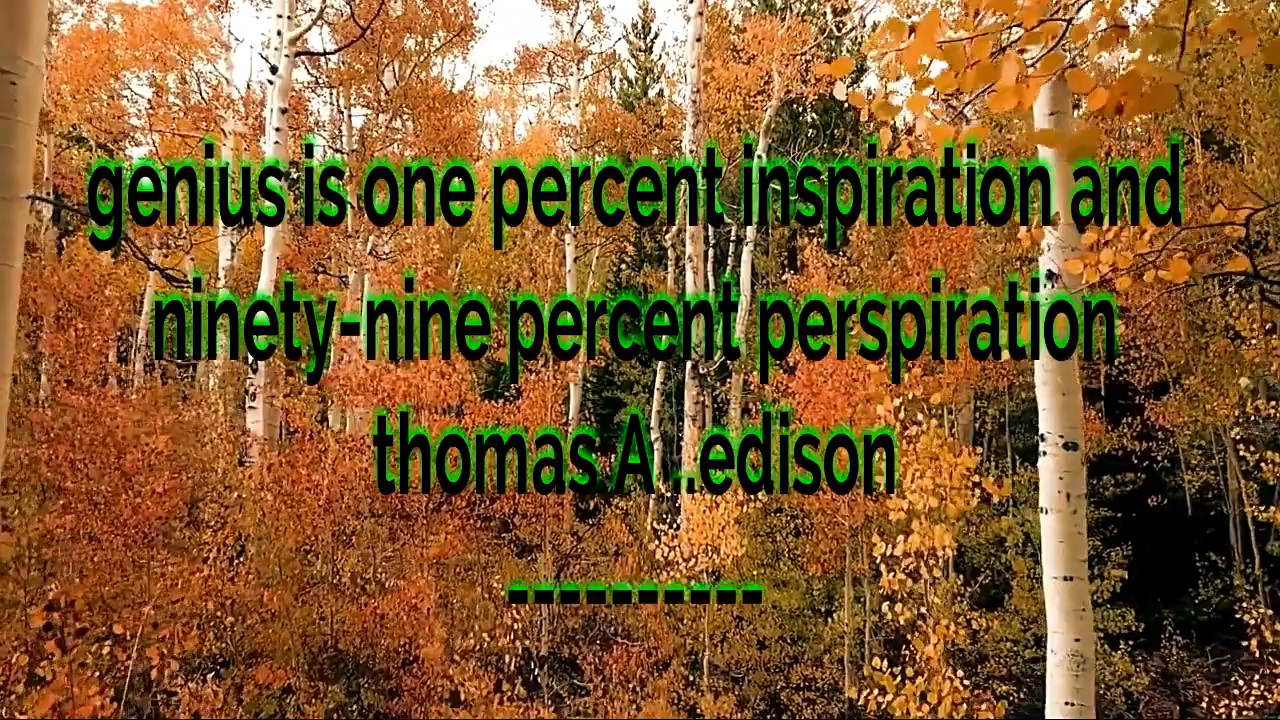 genius is one percent inspiration and
ninety-nine percent perspiration
thomas A ..edison
----------